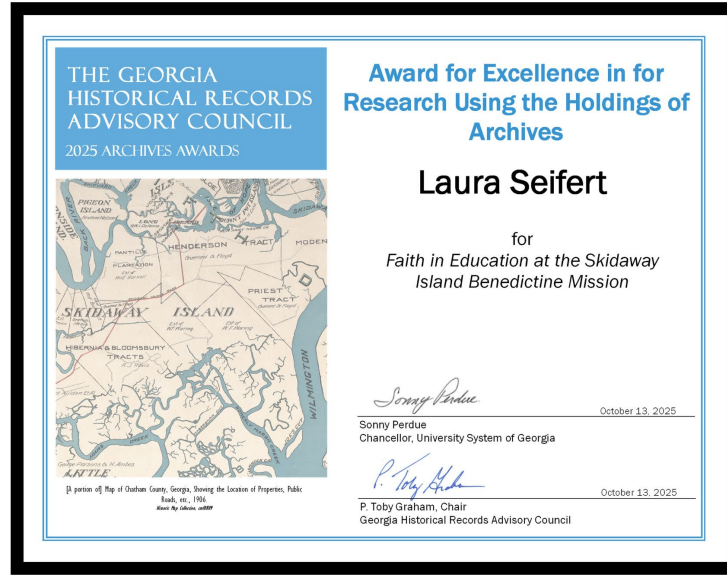 THE GEORGIA
HISTORICAL RECORDS
ADVISORY COUNCIL
2025 ARCHIVES AWARDS
PIGEON
ISLAND
HENDERSON
TRACT
MODEN
PLANTATION
PRIEST
TRACT
SKIDAWAY
ISLAND
HIBERNIA & BLOOMSBURY
TRACTS
WILMINGTON
LITTLE
[A portion of] Map of Chatham County, Georgia, Showing the Location of Properties, Public
Roads, etc., 1906.
Award for Excellence in for
Research Using the Holdings of
Archives
Laura Seifert
for
Faith in Education at the Skidaway
Island Benedictine Mission
Sonny Perdue
October 13, 2025
Sonny Perdue
Chancellor, University System of Georgia
P. Toby Graham
October 13, 2025
P. Toby Graham, Chair
Georgia Historical Records Advisory Council